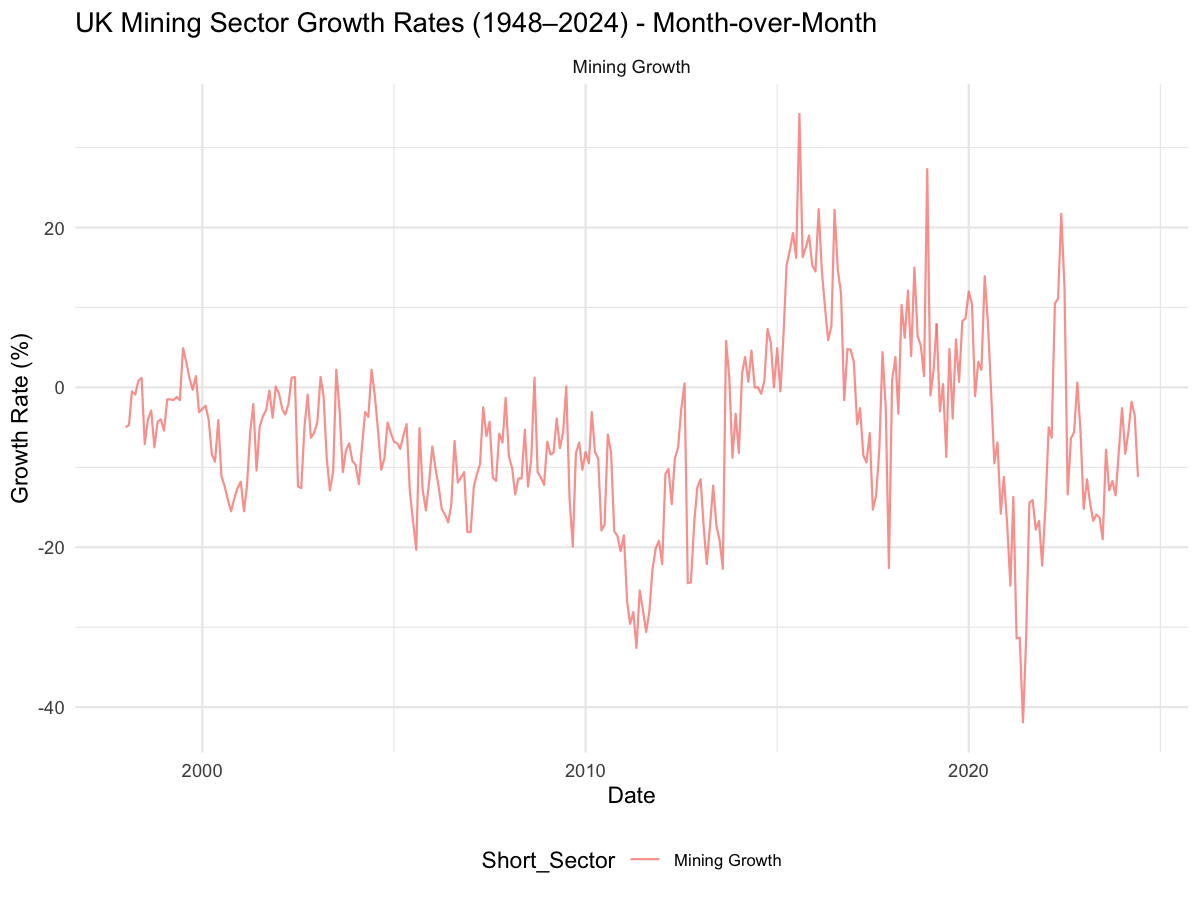 UK Mining Sector Growth Rates (1948–2024) - Month-over-Month
Mining Growth
Growth Rate (%)
20
0
-20
-40
2000 2010 2020
Date
Short_Sector Mining Growth